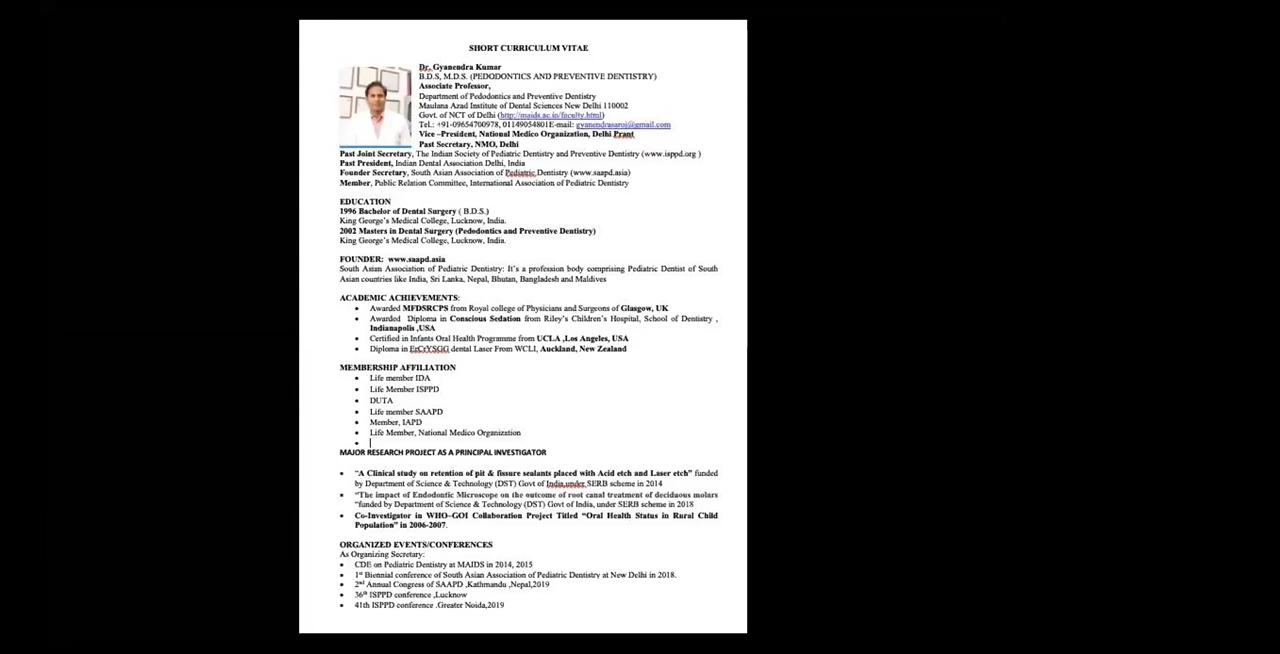 SHORT CURRICULUM VITAE
Dr. Gyanendra Kumar
B.D.S, M.D.S. (PEDODONTICS AND PREVENTIVE DENTISTRY)
Associate Professor,
Department of Pedodontics and Preventive Dentistry
Maulana Azad Institute of Dental Sciences New Delhi 110002
Govt. of NCT of Delhi (http://maids.ac.in/faculty.html)
Tel.: +91-09654700978, 01149054801E-mail: gyanendrasaroj@gmail.com
Vice –President, National Medico Organization, Delhi Prant
Past Secretary, NMO, Delhi
Past Joint Secretary, The Indian Society of Pediatric Dentistry and Preventive Dentistry (www.isppd.org )
Past President, Indian Dental Association Delhi, India
Founder Secretary, South Asian Association of Pediatric Dentistry (www.saapd.asia)
Member, Public Relation Committee, International Association of Pediatric Dentistry
EDUCATION
1996 Bachelor of Dental Surgery ( B.D.S.)
King George's Medical College, Lucknow, India.
2002 Masters in Dental Surgery (Pedodontics and Preventive Dentistry)
King George's Medical College, Lucknow, India.
FOUNDER: www.saapd.asia
South Asian Association of Pediatric Dentistry: It's a profession body comprising Pediatric Dentist of South
Asian countries like India, Sri Lanka, Nepal, Bhutan, Bangladesh and Maldives
ACADEMIC ACHIEVEMENTS:
• Awarded MFDSRCPS from Royal college of Physicians and Surgeons of Glasgow, UK
• Awarded Diploma in Conscious Sedation from Riley's Children's Hospital, School of Dentistry ,
Indianapolis ,USA
• Certified in Infants Oral Health Programme from UCLA ,Los Angeles, USA
• Diploma in ErCrYSGG dental Laser From WCLI, Auckland, New Zealand
MEMBERSHIP AFFILIATION
• Life member IDA
• Life Member ISPPD
• DUTA
• Life member SAAPD
• Member, IAPD
• Life Member, National Medico Organization
•
MAJOR RESEARCH PROJECT AS A PRINCIPAL INVESTIGATOR
• "A Clinical study on retention of pit & fissure sealants placed with Acid etch and Laser etch" funded
by Department of Science & Technology (DST) Govt of India,under SERB scheme in 2014
• "The impact of Endodontic Microscope on the outcome of root canal treatment of deciduous molars
"funded by Department of Science & Technology (DST) Govt of India, under SERB scheme in 2018
• Co-Investigator in WHO–GOI Collaboration Project Titled "Oral Health Status in Rural Child
Population" in 2006-2007.
ORGANIZED EVENTS/CONFERENCES
As Organizing Secretary:
• CDE on Pediatric Dentistry at MAIDS in 2014, 2015
• 1st Biennial conference of South Asian Association of Pediatric Dentistry at New Delhi in 2018.
• 2nd Annual Congress of SAAPD ,Kathmandu ,Nepal,2019
• 36th ISPPD conference ,Lucknow
• 41th ISPPD conference .Greater Noida,2019